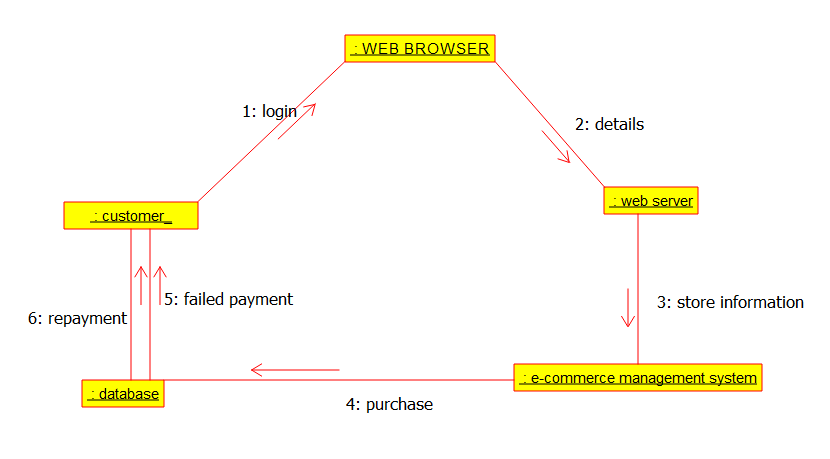 : WEB BROWSER
1: login
2: details
: customer_
: web server
5: failed payment
3: store information
6: repayment
: e-commerce management system
: database
4: purchase